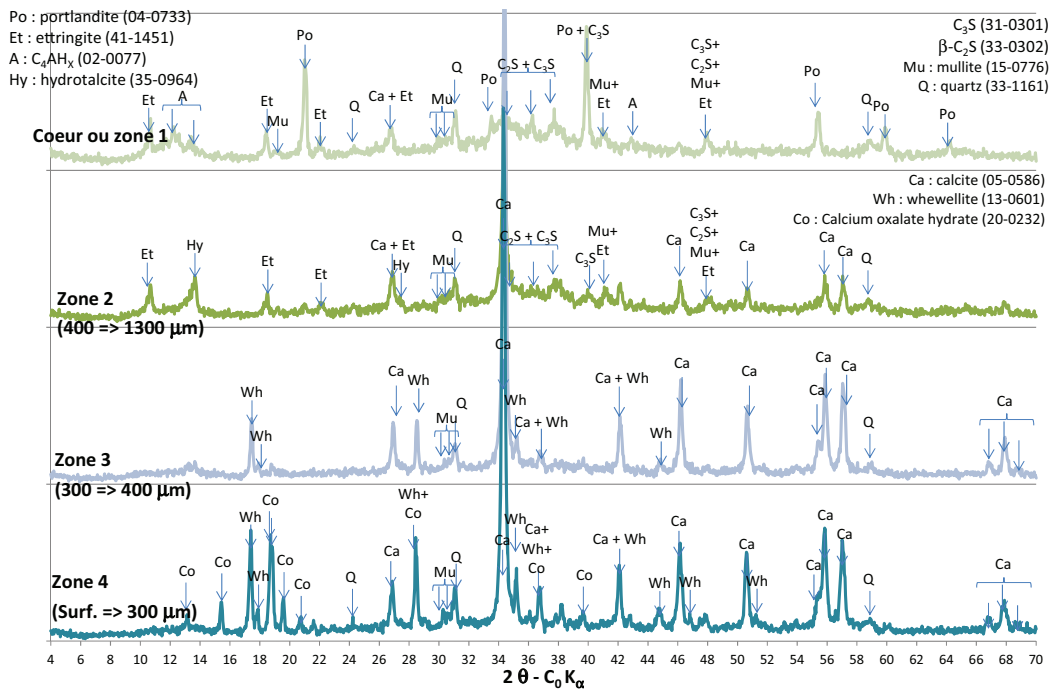 Po : portlandite (04-0733)
Et : ettringite (41-1451)
A : C₄AHₓ (02-0077)
Hy : hydrotalcite (35-0964)
C₃S (31-0301)
β-C₂S (33-0302)
Mu : mullite (15-0776)
Q : quartz (33-1161)
Po
Po + C₃S
C₃S+
C₂S+
Mu+
Et
Q
C₂S + C₃S
Po
Mu+
Et
Et
A
Et
Mu
Et
Q
Ca + Et
Mu
A
Po
Q
Po
Po
Coeur ou zone 1
Ca : calcite (05-0586)
Wh : whewellite (13-0601)
Co : Calcium oxalate hydrate (20-0232)
Et
Hy
Et
Et
Ca + Et
Hy
Mu
Q
Ca
C₂S + C₃S
C₃S
Mu+
Et
Ca
C₃S+
C₂S+
Mu+
Et
Ca
Ca
Ca
Q
Zone 2
(400 => 1300 μm)
Wh
Wh
Ca
Wh
Mu
Q
Ca
Wh
Ca + Wh
Ca + Wh
Wh
Ca
Ca
Ca
Ca
Ca
Q
Ca
Zone 3
(300 => 400 μm)
Co
Co
Wh
Wh
Co
Co
Co
Q
Ca
Wh+
Co
Mu
Q
Ca
Wh
Ca+
Wh+
Co
Co
Ca + Wh
Wh
Ca
Wh
Ca
Wh
Ca
Ca
Ca
Q
Ca
Zone 4
(Surf. => 300 μm)
4 6 8 10 12 14 16 18 20 22 24 26 28 30 32 34 36 38 40 42 44 46 48 50 52 54 56 58 60 62 64 66 68 70
2 θ - C₀ Kα